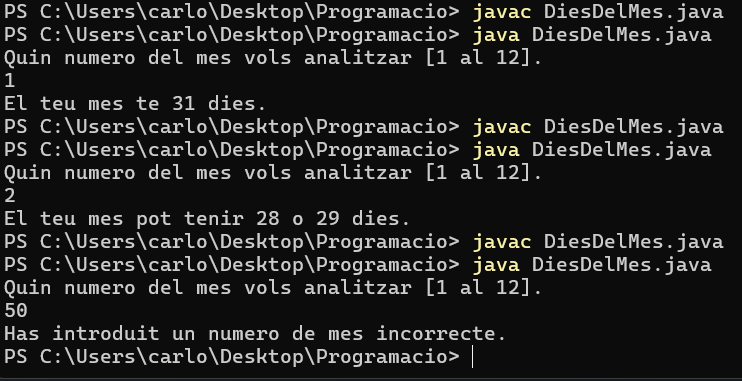 PS C:\Users\carlo\Desktop\Programacio> javac DiesDelMes.java
PS C:\Users\carlo\Desktop\Programacio> java DiesDelMes.java
Quin numero del mes vols analitzar [1 al 12].
1
El teu mes te 31 dies.
PS C:\Users\carlo\Desktop\Programacio> javac DiesDelMes.java
PS C:\Users\carlo\Desktop\Programacio> java DiesDelMes.java
Quin numero del mes vols analitzar [1 al 12].
2
El teu mes pot tenir 28 o 29 dies.
PS C:\Users\carlo\Desktop\Programacio> javac DiesDelMes.java
PS C:\Users\carlo\Desktop\Programacio> java DiesDelMes.java
Quin numero del mes vols analitzar [1 al 12].
50
Has introduit un numero de mes incorrecte.
PS C:\Users\carlo\Desktop\Programacio>